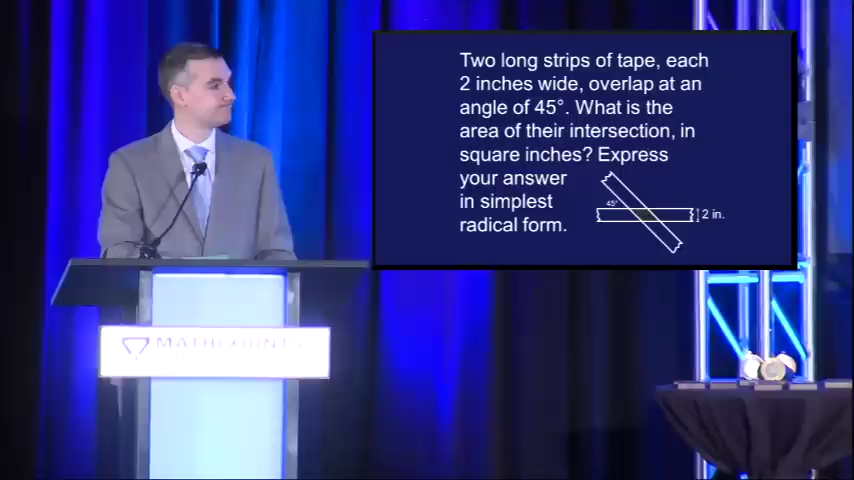 Two long strips of tape, each
2 inches wide, overlap at an
angle of 45°. What is the
area of their intersection, in
square inches? Express
your answer
in simplest
radical form.
45°
2 in.
MATHCOUNTS